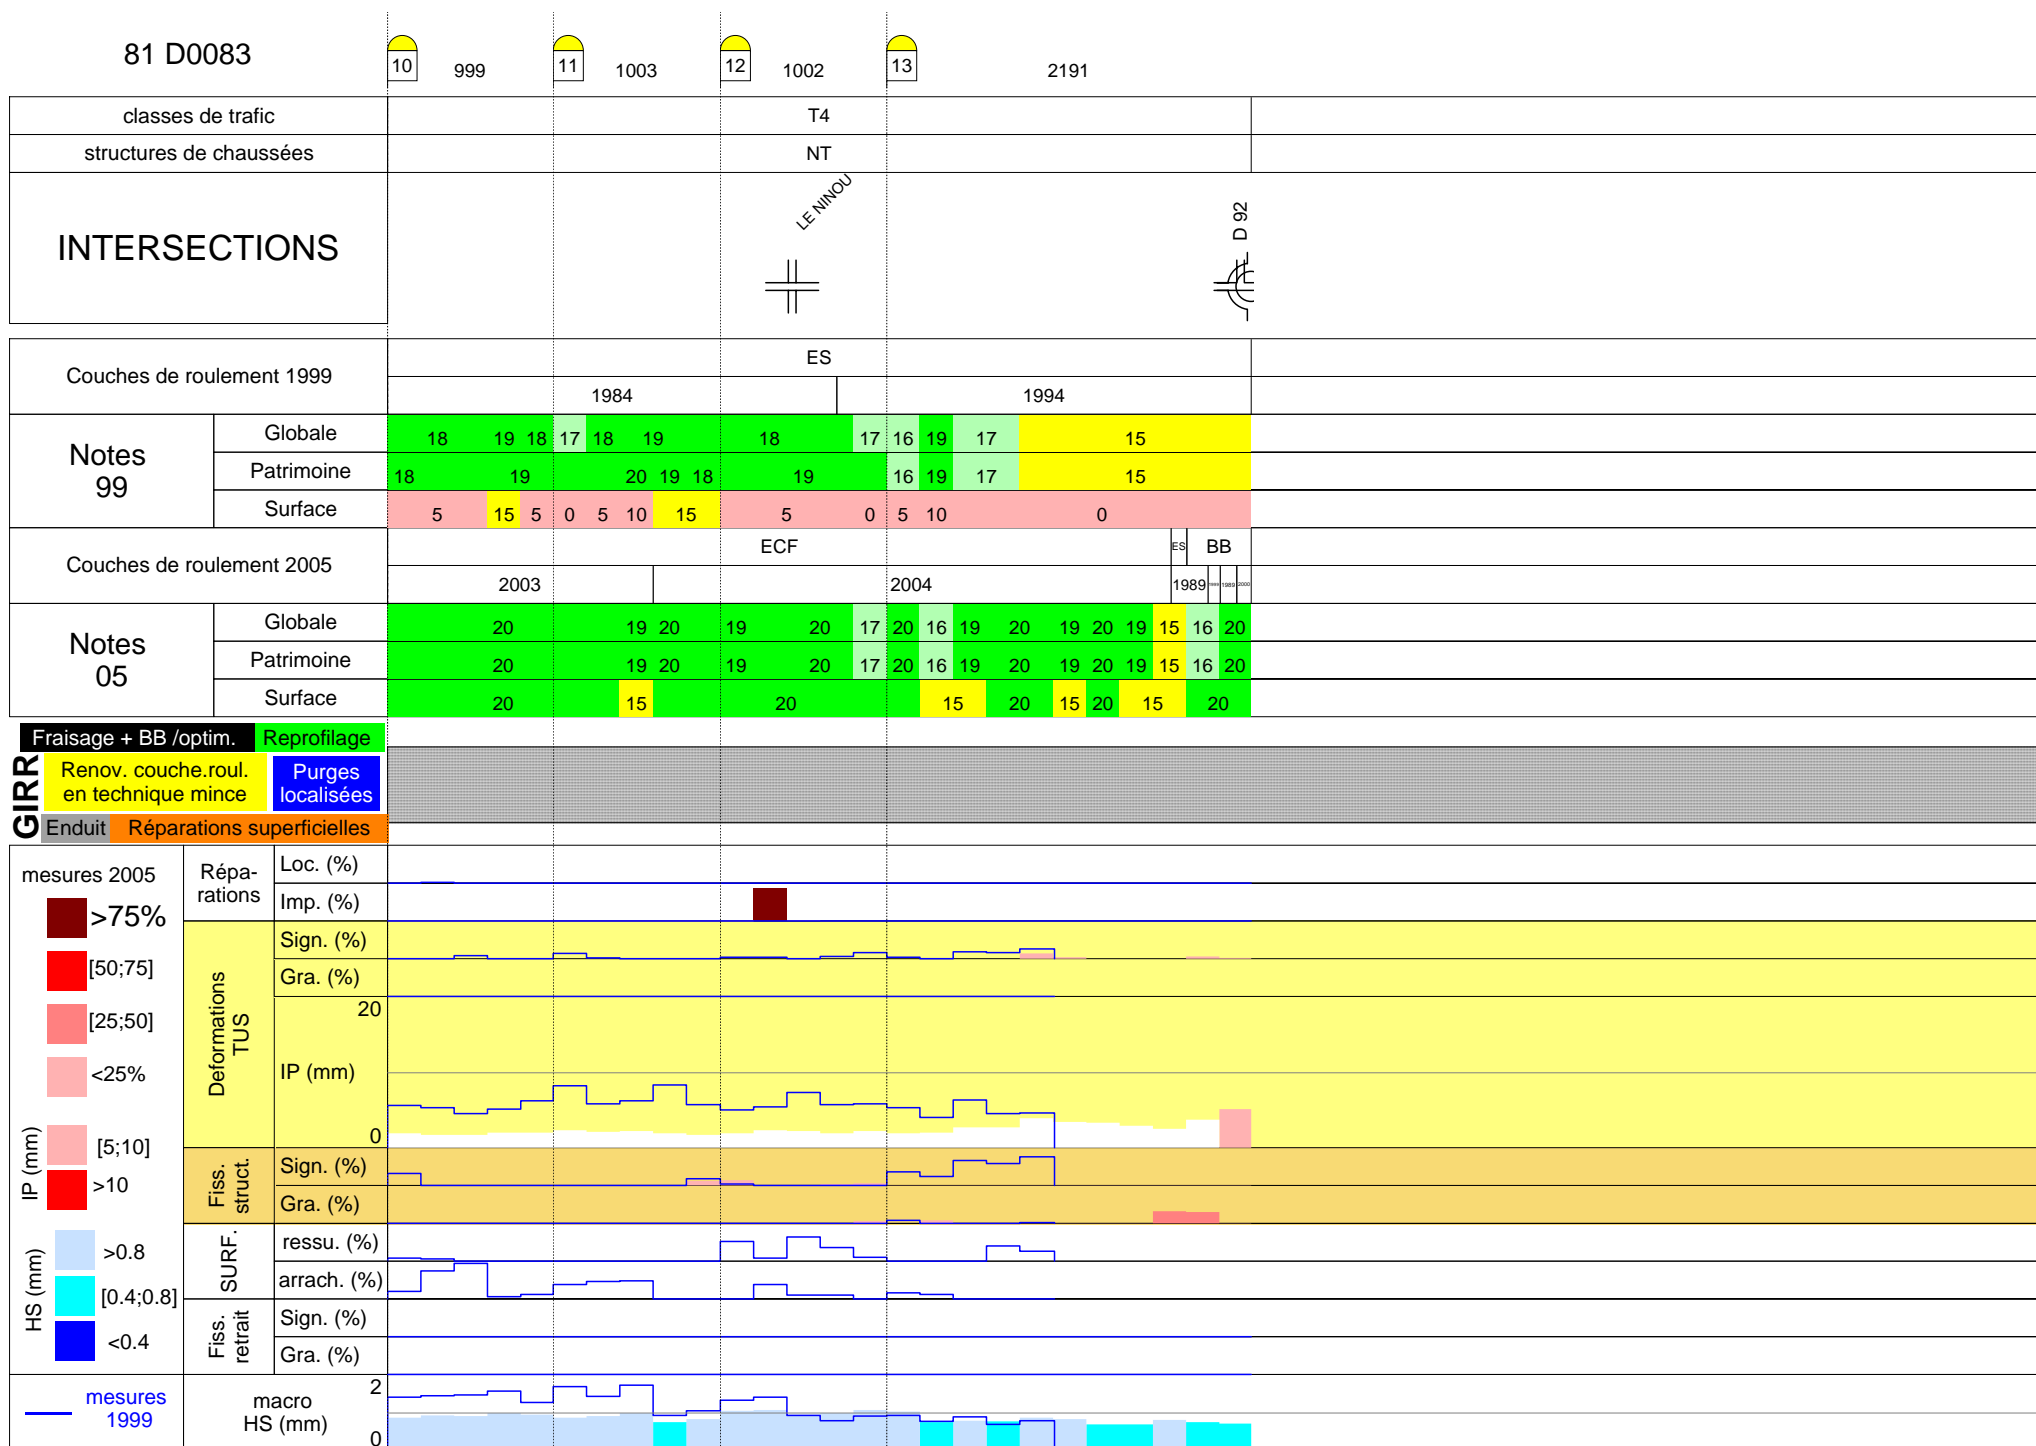 81 D0083
10 999 11 1003 12 1002 13 2191
classes de trafic T4
structures de chaussées NT
INTERSECTIONS
LE NINOU
D 92
Couches de roulement 1999
ES
1984 1994
Notes
99
Globale 18 19 18 17 18 19 18 17 16 19 17 15
Patrimoine 18 19 20 19 18 19 16 19 17 15
Surface 5 15 5 0 5 10 15 5 0 5 10 0
Couches de roulement 2005
ECF ES BB
2003 2004 1989 1989 2000
Notes
05
Globale 20 19 20 19 20 17 20 16 19 20 19 20 19 15 16 20
Patrimoine 20 19 20 19 20 17 20 16 19 20 19 20 19 15 16 20
Surface 20 15 20 15 20 15 20 15 20
GIRR
Fraisage + BB /optim. Reprofilage
Renov. couche.roul.
en technique mince
Purges
localisées
Enduit Réparations superficielles
mesures 2005
>75%
[50;75]
[25;50]
<25%
IP (mm)
[5;10]
>10
HS (mm)
>0.8
[0.4;0.8]
<0.4
mesures
1999
Répa-
rations
Loc. (%)
Imp. (%)
Deformations
TUS
Sign. (%)
Gra. (%)
20
IP (mm)
0
Fiss.
struct.
Sign. (%)
Gra. (%)
SURF.
ressu. (%)
arrach. (%)
Fiss.
retrait
Sign. (%)
Gra. (%)
macro
HS (mm)
2
0